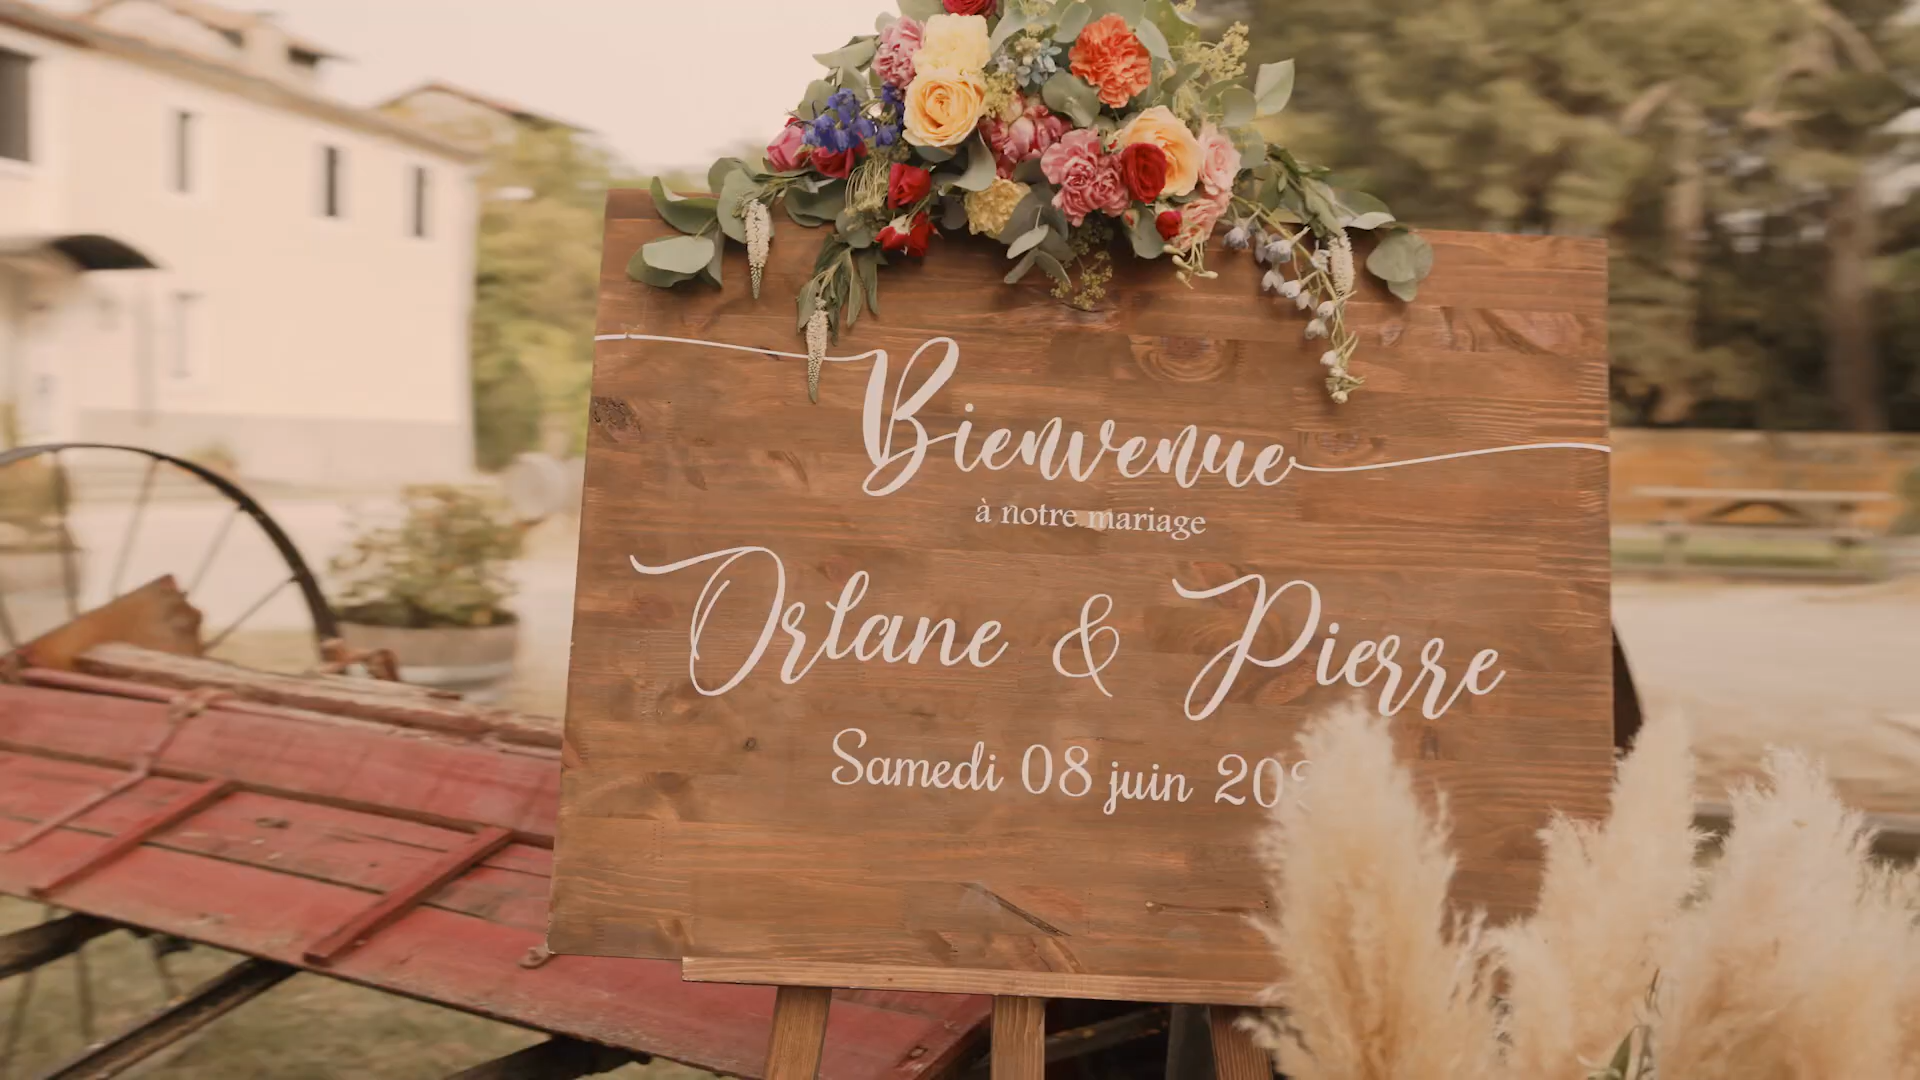 Bienvenue
à notre mariage
Orlane & Pierre
Samedi 08 juin